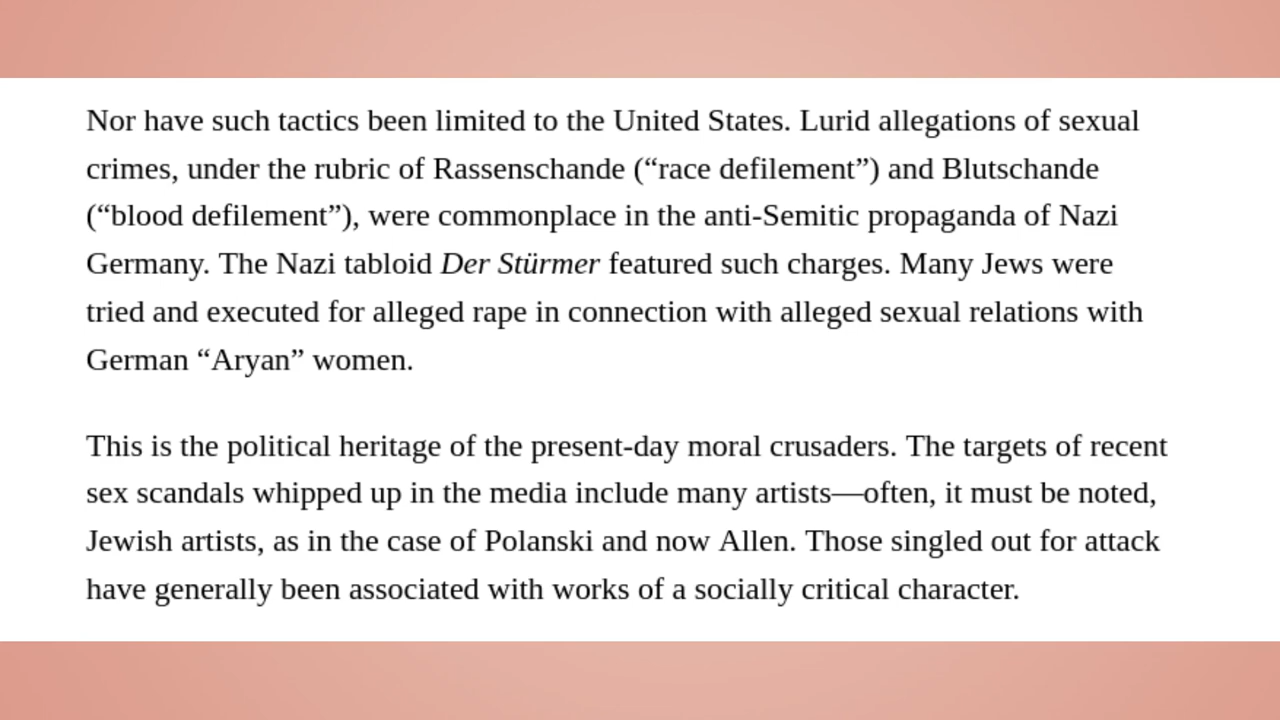 Nor have such tactics been limited to the United States. Lurid allegations of sexual
crimes, under the rubric of Rassenschande (“race defilement”) and Blutschande
(“blood defilement”), were commonplace in the anti-Semitic propaganda of Nazi
Germany. The Nazi tabloid Der Stürmer featured such charges. Many Jews were
tried and executed for alleged rape in connection with alleged sexual relations with
German “Aryan” women.
This is the political heritage of the present-day moral crusaders. The targets of recent
sex scandals whipped up in the media include many artists—often, it must be noted,
Jewish artists, as in the case of Polanski and now Allen. Those singled out for attack
have generally been associated with works of a socially critical character.